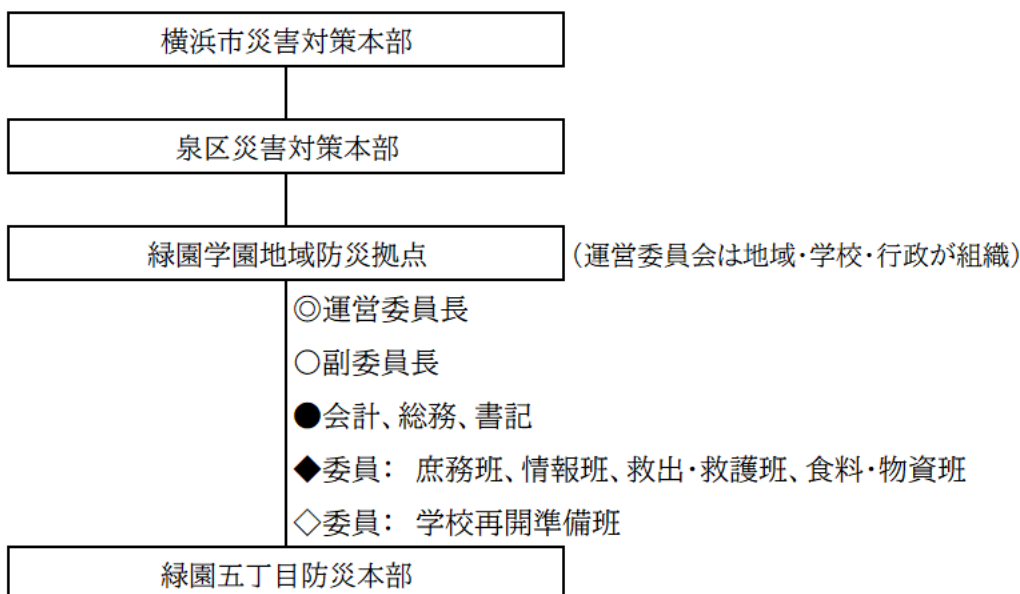 横浜市災害対策本部
泉区災害対策本部
緑園学園地域防災拠点 （運営委員会は地域・学校・行政が組織）
◎運営委員長
○副委員長
●会計、総務、書記
◆委員： 庶務班、情報班、救出・救護班、食料・物資班
◇委員： 学校再開準備班
緑園五丁目防災本部